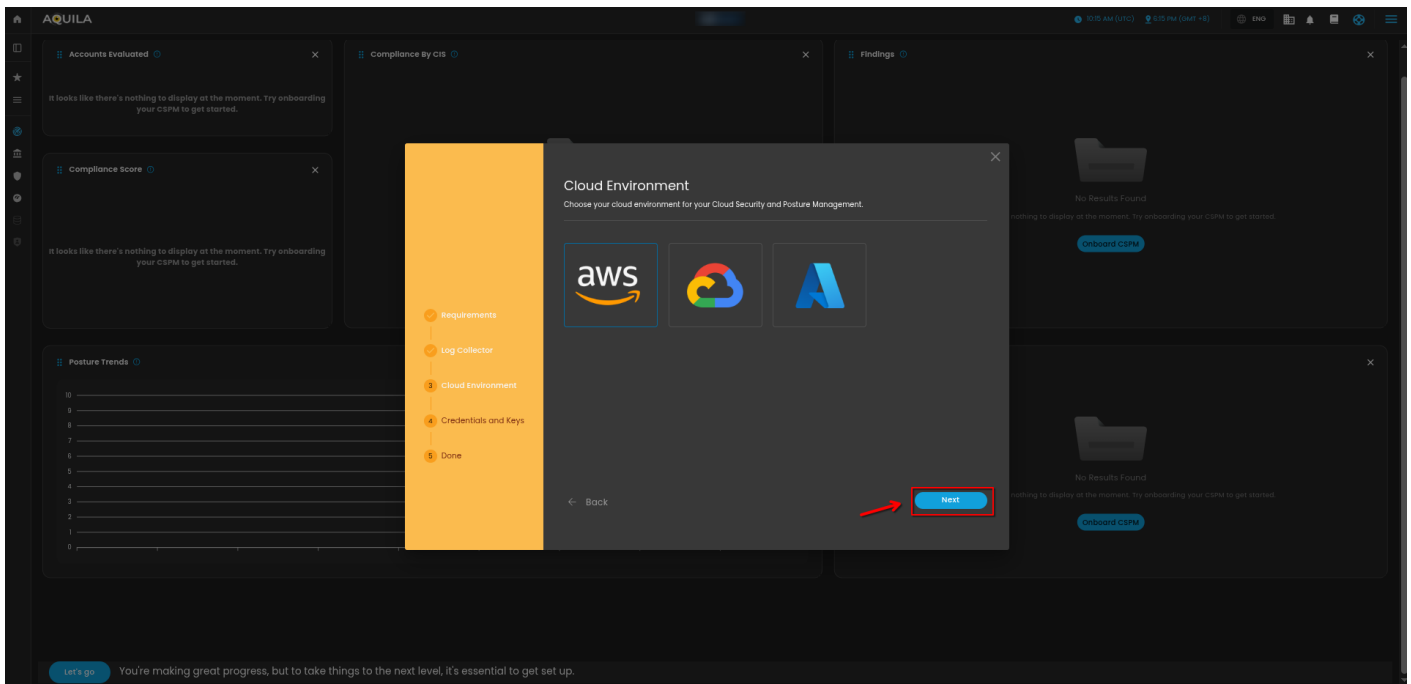 AQUILA
10:15 AM (UTC)
6:15 PM (GMT +8)
ENG
Accounts Evaluated
It looks like there's nothing to display at the moment. Try onboarding
your CSPM to get started.
Compliance By CIS
Findings
No Results Found
nothing to display at the moment. Try onboarding your CSPM to get started.
Onboard CSPM
Compliance Score
It looks like there's nothing to display at the moment. Try onboarding
your CSPM to get started.
Requirements
Log Collector
3 Cloud Environment
4 Credentials and Keys
5 Done
Cloud Environment
Choose your cloud environment for your Cloud Security and Posture Management.
aws
Back
Next
Posture Trends
10
9
8
7
6
5
4
3
2
1
0
No Results Found
nothing to display at the moment. Try onboarding your CSPM to get started.
Onboard CSPM
Let's go
You're making great progress, but to take things to the next level, it's essential to get set up.